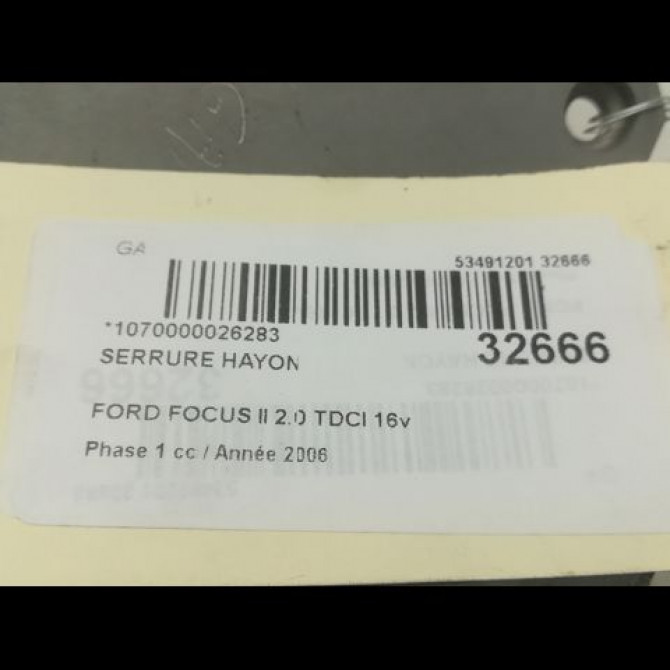 GA
53491201 32666
*1070000026283
32666
SERRURE HAYON
FORD FOCUS II 2.0 TDCI 16v
Phase 1 cc / Année 2006